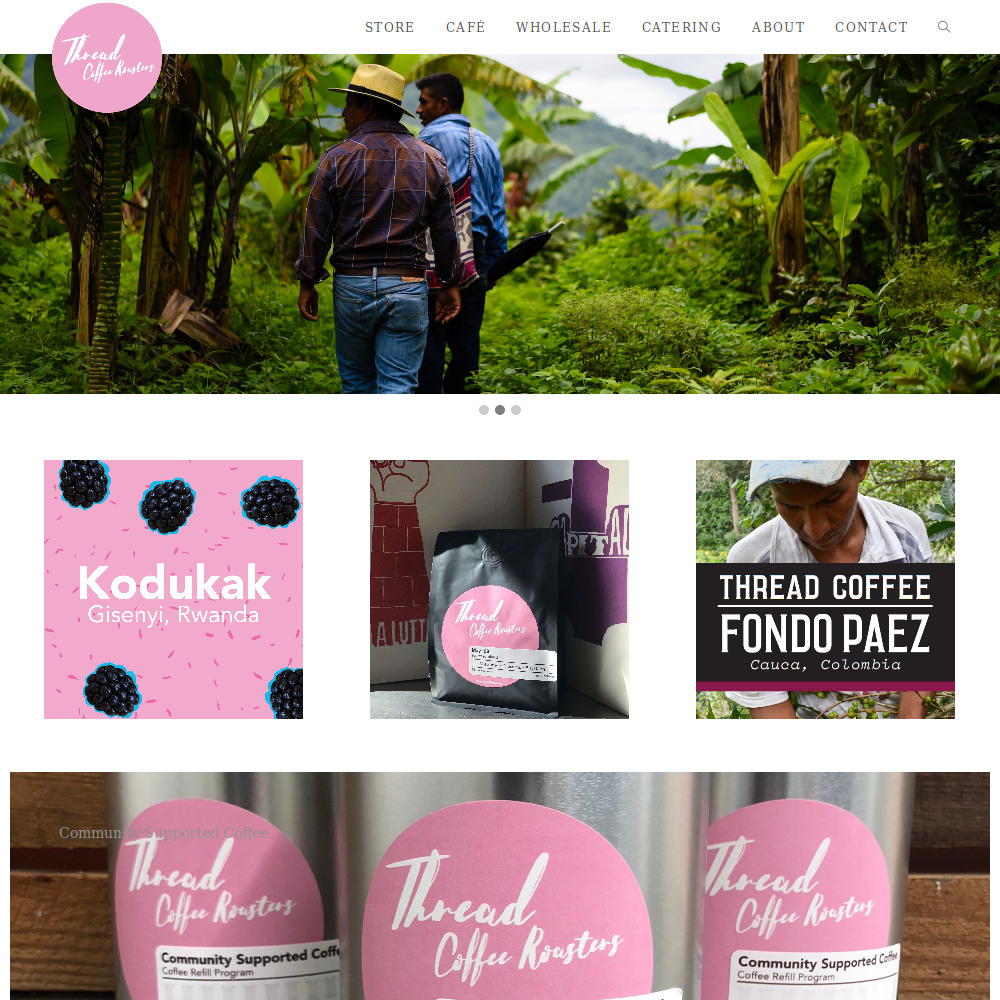 Thread
Coffee Roasters
STORE CAFÉ WHOLESALE CATERING ABOUT CONTACT
Kodukak
Gisenyi, Rwanda
Thread
Coffee Roasters
THREAD COFFEE
FONDO PAEZ
Cauca, Colombia
Community Supported Coffee
Thread
Coffee Roasters
Community Supported Coffe
Coffee Refill Program
Thread
Coffee Roasters
Thread
Coffee Roasters
Community Supported Coffee
Coffee Refill Program